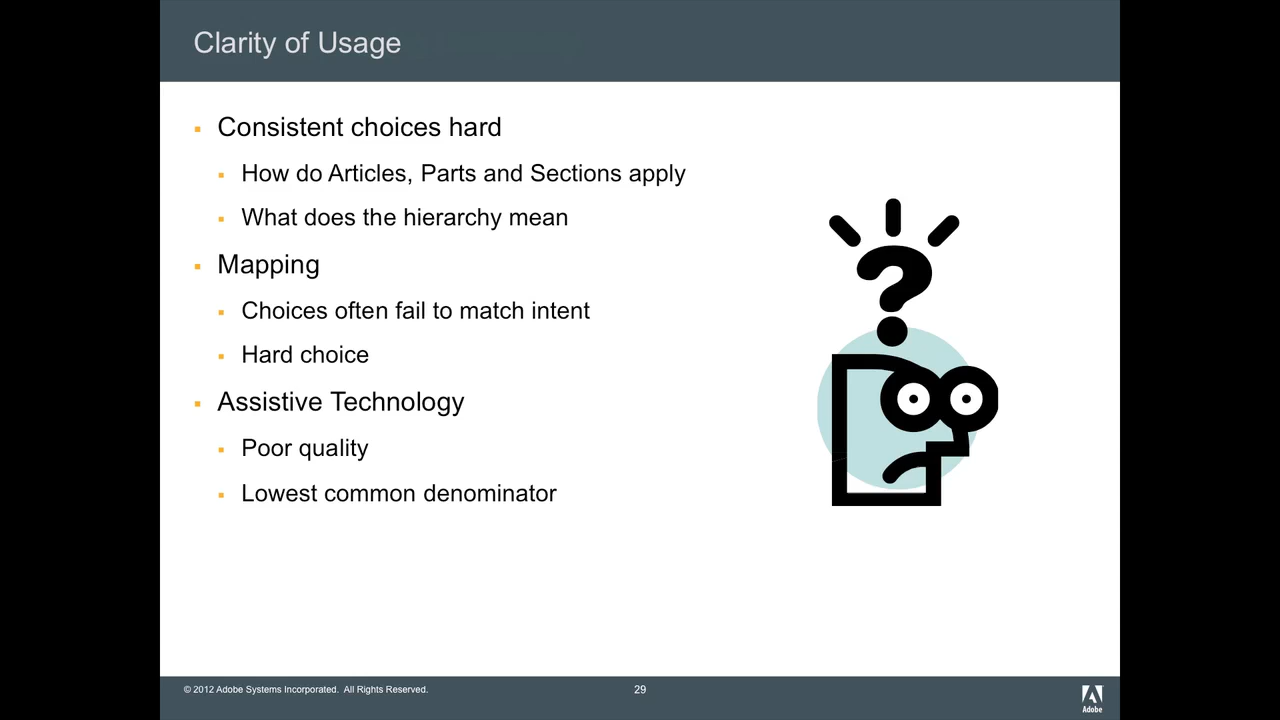 Clarity of Usage
Consistent choices hard
How do Articles, Parts and Sections apply
What does the hierarchy mean
Mapping
Choices often fail to match intent
Hard choice
Assistive Technology
Poor quality
Lowest common denominator
?
© 2012 Adobe Systems Incorporated. All Rights Reserved.
29
Adobe